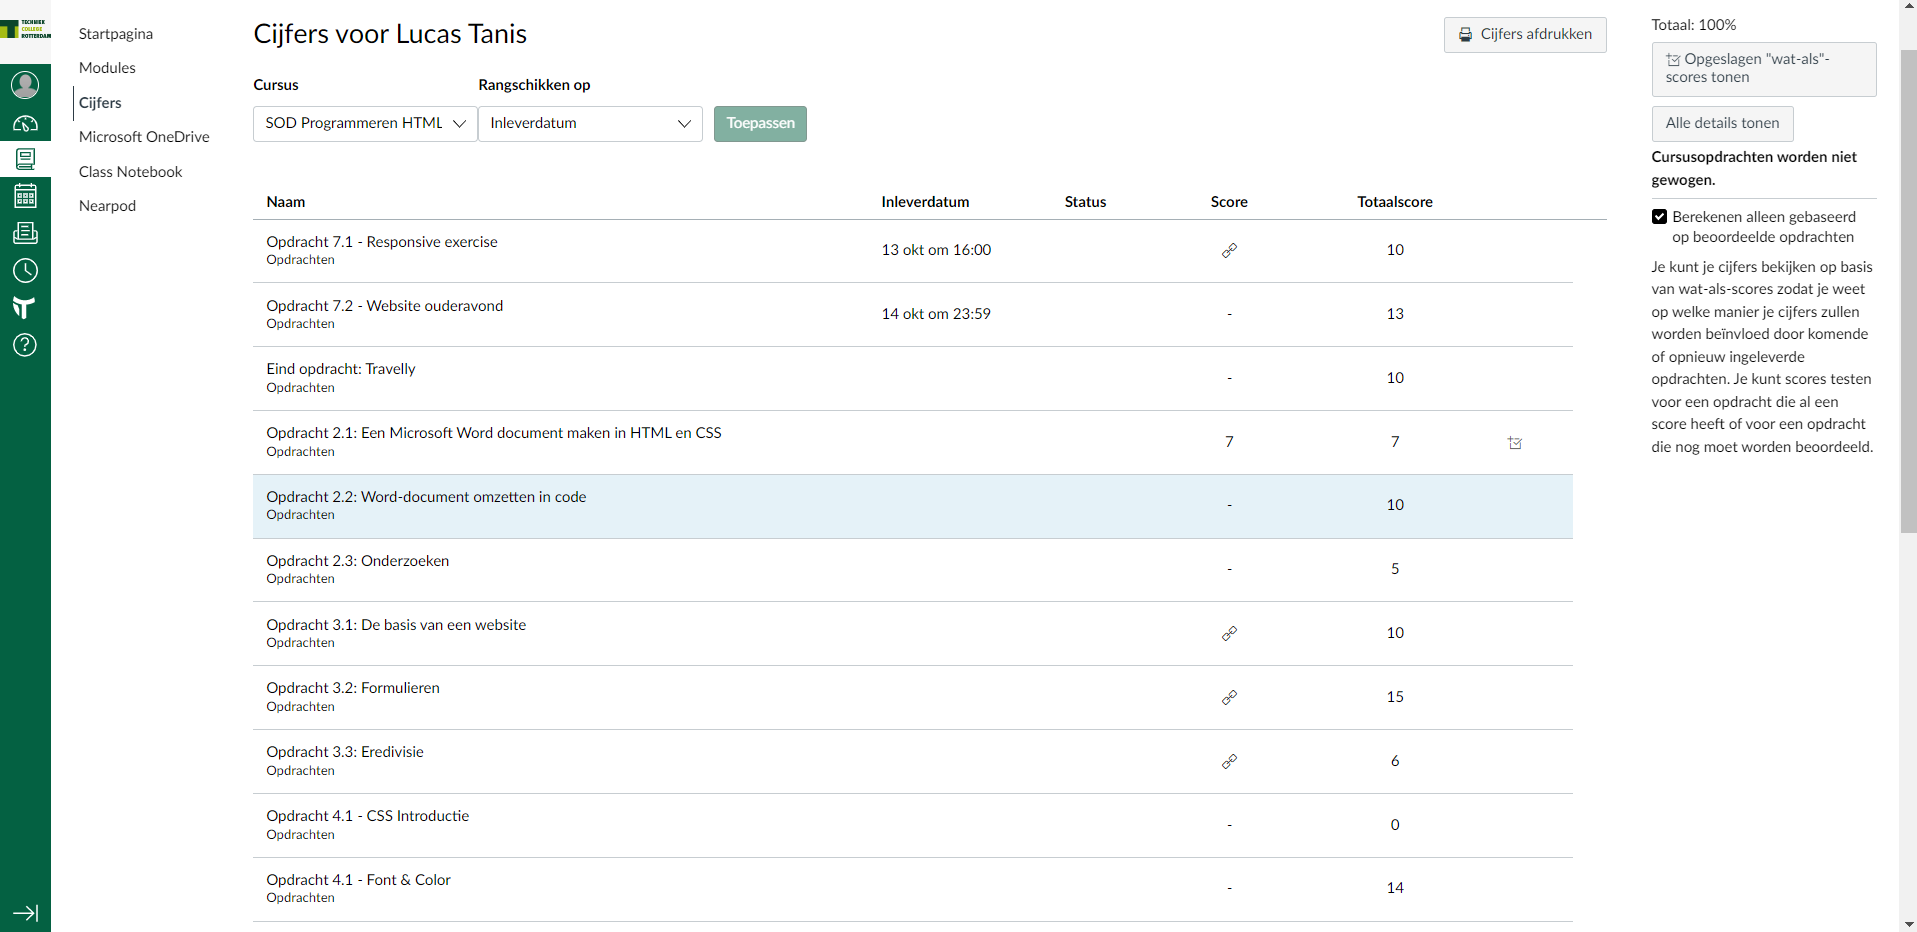 TECHNIEK
COLLEGE
ROTTERDAM
Startpagina
Modules
Cijfers
Microsoft OneDrive
Class Notebook
Nearpod
Cijfers voor Lucas Tanis
Cijfers afdrukken
Cursus
Rangschikken op
SOD Programmeren HTML
Inleverdatum
Toepassen
Naam Inleverdatum Status Score Totaalscore
Opdracht 7.1 - Responsive exercise
Opdrachten
13 okt om 16:00 10
Opdracht 7.2 - Website ouderavond
Opdrachten
14 okt om 23:59 - 13
Eind opdracht: Travelly
Opdrachten
- 10
Opdracht 2.1: Een Microsoft Word document maken in HTML en CSS
Opdrachten
7 7
Opdracht 2.2: Word-document omzetten in code
Opdrachten
- 10
Opdracht 2.3: Onderzoeken
Opdrachten
- 5
Opdracht 3.1: De basis van een website
Opdrachten
10
Opdracht 3.2: Formulieren
Opdrachten
15
Opdracht 3.3: Eredivisie
Opdrachten
6
Opdracht 4.1 - CSS Introductie
Opdrachten
- 0
Opdracht 4.1 - Font & Color
Opdrachten
- 14
Totaal: 100%
Opgeslagen "wat-als"-
scores tonen
Alle details tonen
Cursusopdrachten worden niet
gewogen.
Berekenen alleen gebaseerd
op beoordeelde opdrachten
Je kunt je cijfers bekijken op basis
van wat-als-scores zodat je weet
op welke manier je cijfers zullen
worden beïnvloed door komende
of opnieuw ingeleverde
opdrachten. Je kunt scores testen
voor een opdracht die al een
score heeft of voor een opdracht
die nog moet worden beoordeeld.